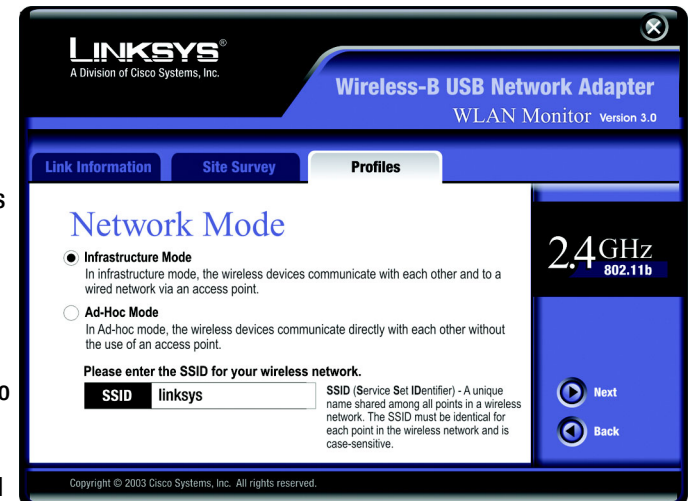 LINKSYS®
A Division of Cisco Systems, Inc.
Wireless-B USB Network Adapter
WLAN Monitor Version 3.0
Link Information
Site Survey
Profiles
Network Mode
Infrastructure Mode
In infrastructure mode, the wireless devices communicate with each other and to a
wired network via an access point.
Ad-Hoc Mode
In Ad-hoc mode, the wireless devices communicate directly with each other without
the use of an access point.
Please enter the SSID for your wireless network.
SSID linksys
SSID (Service Set IDentifier) - A unique
name shared among all points in a wireless
network. The SSID must be identical for
each point in the wireless network and is
case-sensitive.
2.4GHz
802.11b
Next
Back
Copyright © 2003 Cisco Systems, Inc. All rights reserved.